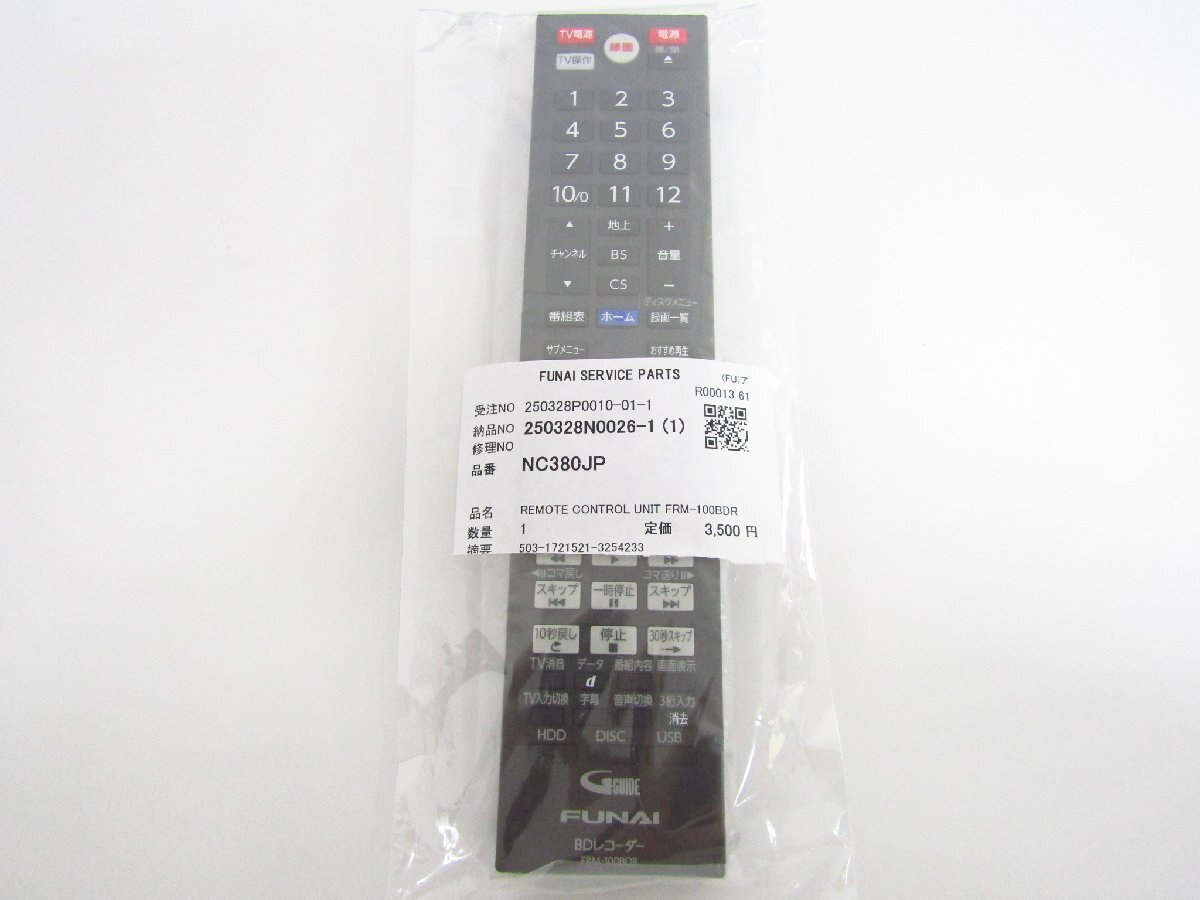 TV電源 録画 電源
TV操作 開/閉
1 2 3
4 5 6
7 8 9
10/0 11 12
地上 +
チャンネル BS 音量
CS −
ディスクメニュー
番組表 ホーム 録画一覧
サブメニュー おすすめ再生
FUNAI SERVICE PARTS (FU)ア
R00013 61
受注NO 250328P0010-01-1
納品NO 250328N0026-1 (1)
修理NO
品番 NC380JP
品名 REMOTE CONTROL UNIT FRM-100BDR
数量 1 定価 3,500 円
摘要 503-1721521-3254233
コマ戻し コマ送り
スキップ 一時停止 スキップ
10秒戻し 停止 30秒スキップ
TV消音 データ 番組内容 画面表示
d
TV入力切換 字幕 音声切換 3桁入力
消去
HDD DISC USB
G GUIDE
FUNAI
BDレコーダー
FRM-100BDR